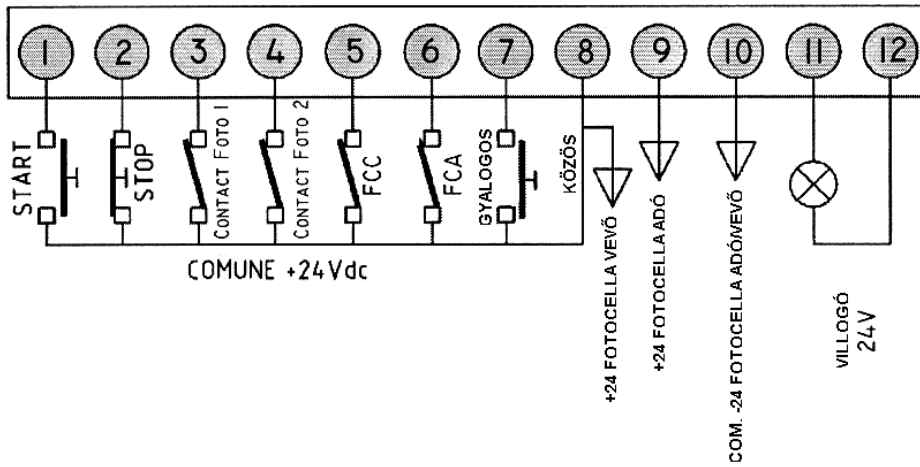 1 2 3 4 5 6 7 8 9 10 11 12
START
STOP
CONTACT FOTO 1
CONTACT FOTO 2
FCC
FCA
GYALOGOS
KÖZÖS
+24 FOTOCELLA VEVŐ
+24 FOTOCELLA ADÓ
COM. -24 FOTOCELLA ADÓ/VEVŐ
VILLOGÓ
24V
COMUNE +24Vdc